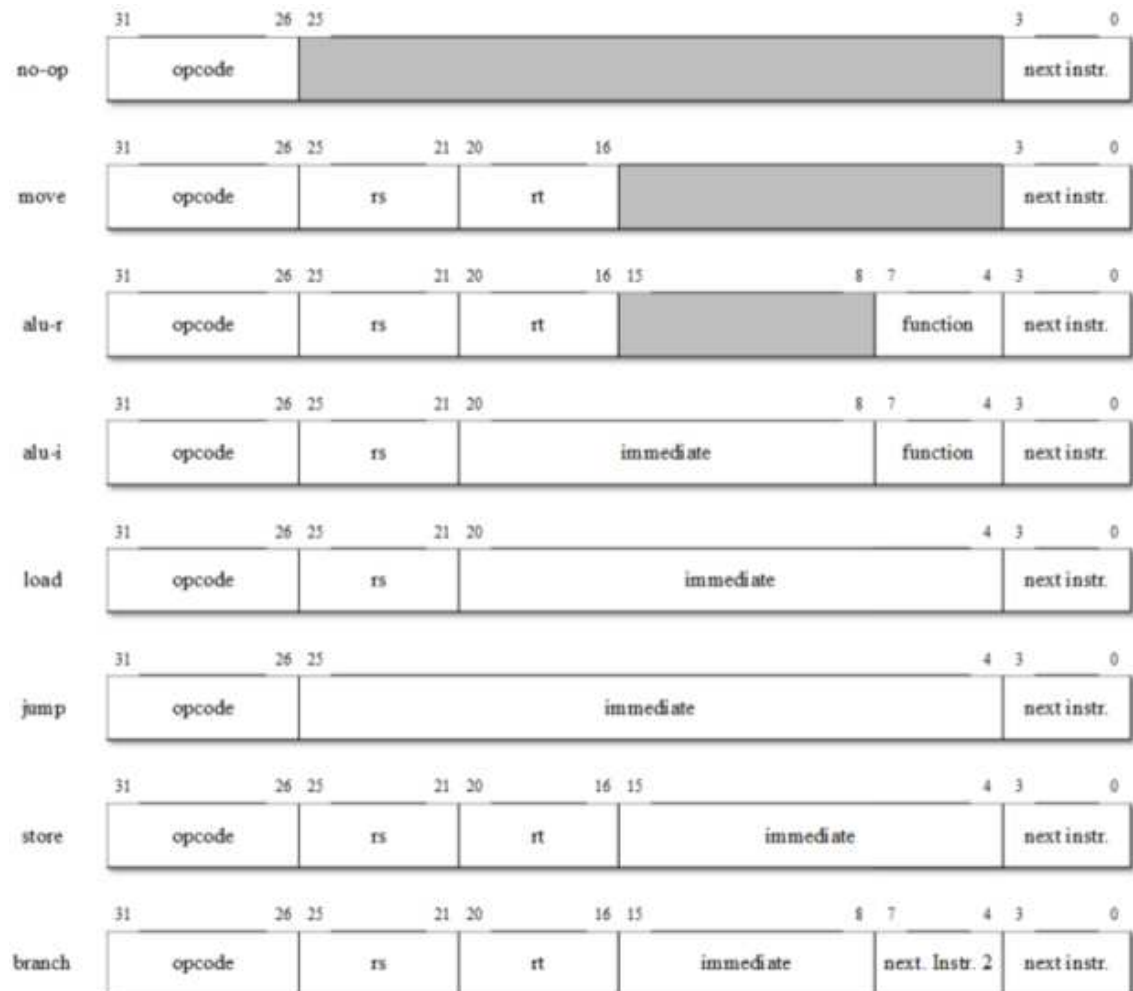 31 26 25 3 0
no-op opcode next instr.
31 26 25 21 20 16 3 0
move opcode rs rt next instr.
31 26 25 21 20 16 15 8 7 4 3 0
alu-r opcode rs rt function next instr.
31 26 25 21 20 8 7 4 3 0
alu-i opcode rs immediate function next instr.
31 26 25 21 20 4 3 0
load opcode rs immediate next instr.
31 26 25 4 3 0
jump opcode immediate next instr.
31 26 25 21 20 16 15 4 3 0
store opcode rs rt immediate next instr.
31 26 25 21 20 16 15 8 7 4 3 0
branch opcode rs rt immediate next. Instr. 2 next instr.